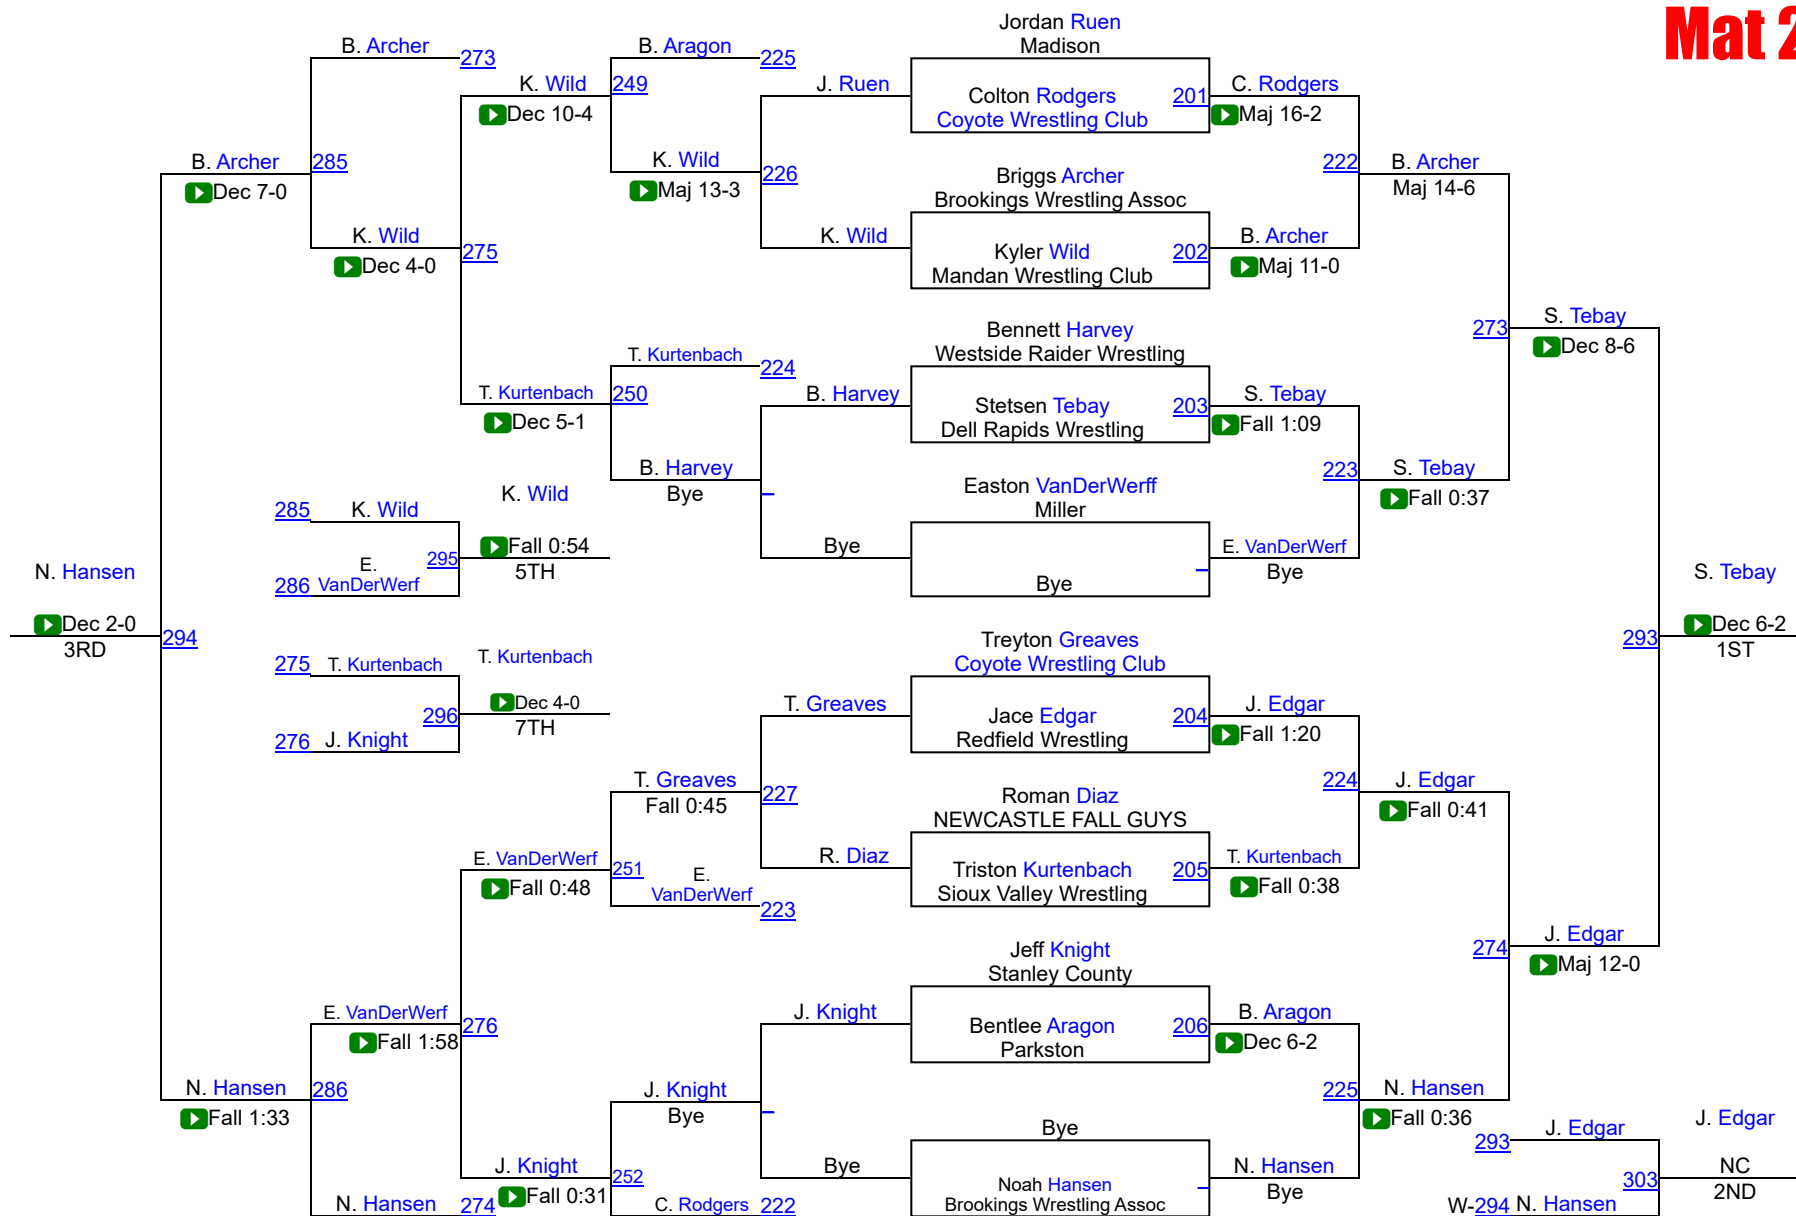 Mat 2
Jordan Ruen
Madison
B. Archer
273
B. Aragon
225
K. Wild
249
Dec 10-4
J. Ruen
Colton Rodgers
201
Coyote Wrestling Club
C. Rodgers
Maj 16-2
B. Archer
285
Dec 7-0
K. Wild
226
Maj 13-3
Briggs Archer
Brookings Wrestling Assoc
222
B. Archer
Maj 14-6
K. Wild
275
Dec 4-0
K. Wild
Kyler Wild
202
Mandan Wrestling Club
B. Archer
Maj 11-0
Bennett Harvey
Westside Raider Wrestling
273
S. Tebay
Dec 8-6
T. Kurtenbach
224
T. Kurtenbach
250
Dec 5-1
B. Harvey
Stetsen Tebay
203
Dell Rapids Wrestling
S. Tebay
Fall 1:09
B. Harvey
Bye
223
S. Tebay
Fall 0:37
Easton VanDerWerff
Miller
285
K. Wild
K. Wild
295
Fall 0:54
5TH
286
E.
VanDerWerf
Bye
Bye
E. VanDerWerf
Bye
N. Hansen
Dec 2-0
3RD
294
S. Tebay
293
Dec 6-2
1ST
Treyton Greaves
Coyote Wrestling Club
275
T. Kurtenbach
T. Kurtenbach
296
Dec 4-0
7TH
276
J. Knight
T. Greaves
Jace Edgar
204
Redfield Wrestling
J. Edgar
Fall 1:20
T. Greaves
227
Fall 0:45
Roman Diaz
NEWCASTLE FALL GUYS
224
J. Edgar
Fall 0:41
E. VanDerWerf
251
Fall 0:48
E.
VanDerWerf
223
R. Diaz
Triston Kurtenbach
205
Sioux Valley Wrestling
T. Kurtenbach
Fall 0:38
Jeff Knight
Stanley County
274
J. Edgar
Maj 12-0
E. VanDerWerf
276
Fall 1:58
J. Knight
Bentlee Aragon
206
Parkston
B. Aragon
Dec 6-2
N. Hansen
286
Fall 1:33
J. Knight
Bye
225
N. Hansen
Fall 0:36
Bye
293
J. Edgar
J. Edgar
J. Knight
252
Fall 0:31
Bye
Noah Hansen
Brookings Wrestling Assoc
N. Hansen
Bye
303
NC
2ND
N. Hansen
274
C. Rodgers
222
W-294 N. Hansen